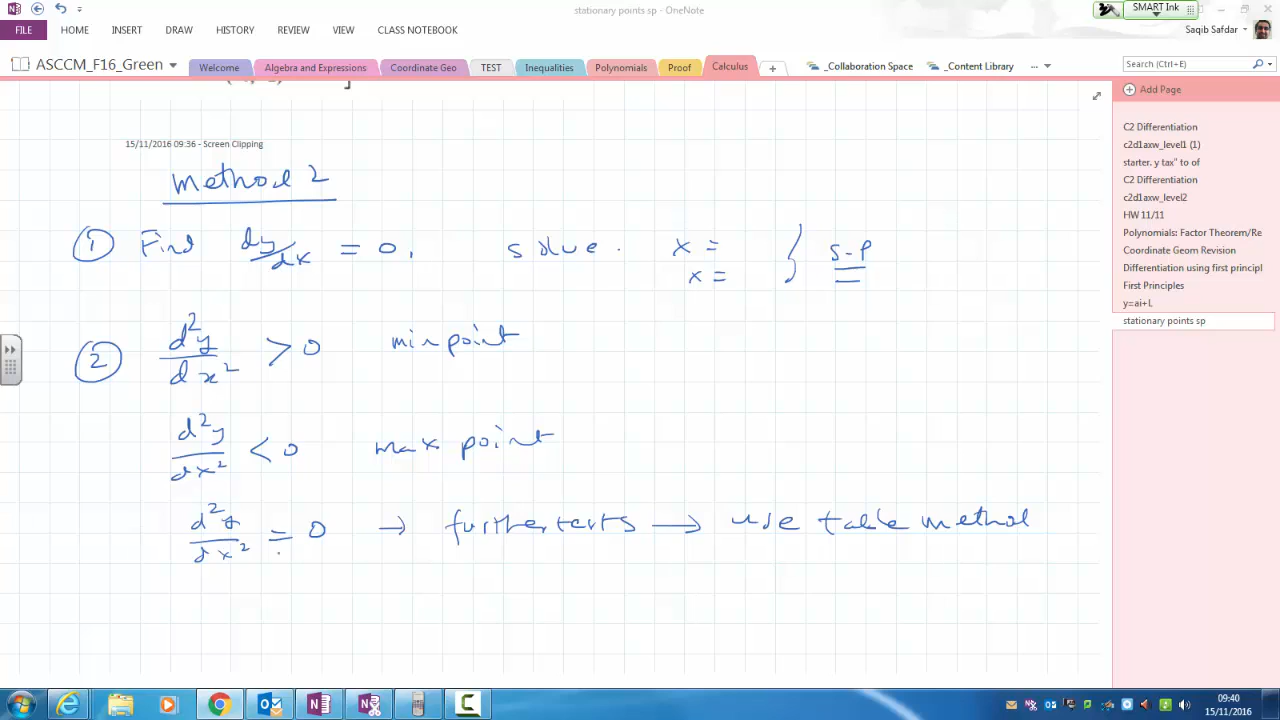 stationary points sp - OneNote
SMART Ink
FILE HOME INSERT DRAW HISTORY REVIEW VIEW CLASS NOTEBOOK
Saqib Safdar
ASCCM_F16_Green Welcome Algebra and Expressions Coordinate Geo TEST Inequalities Polynomials Proof Calculus _Collaboration Space _Content Library ... Search (Ctrl+E)
Add Page
C2 Differentiation
c2d1axw_level1 (1)
starter. y tax" to of
C2 Differentiation
c2d1axw_level2
HW 11/11
Polynomials: Factor Theorem/Re
Coordinate Geom Revision
Differentiation using first principl
First Principles
y=ai+l.
stationary points sp
15/11/2016 09:36 - Screen Clipping
method 2
① Find dy/dx = 0, solve. x = } s-p
x =
② d²y/dx² > 0 min point
d²y/dx² < 0 max point
d²y/dx² = 0 → further tests → use table method
09:40
15/11/2016